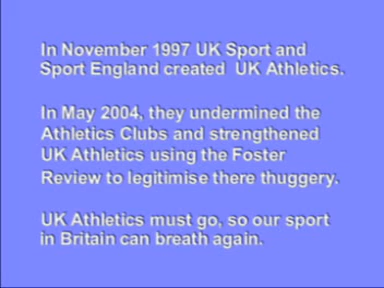 In November 1997 UK Sport and
Sport England created UK Athletics.
In May 2004, they undermined the
Athletics Clubs and strengthened
UK Athletics using the Foster
Review to legitimise there thuggery.
UK Athletics must go, so our sport
in Britain can breath again.